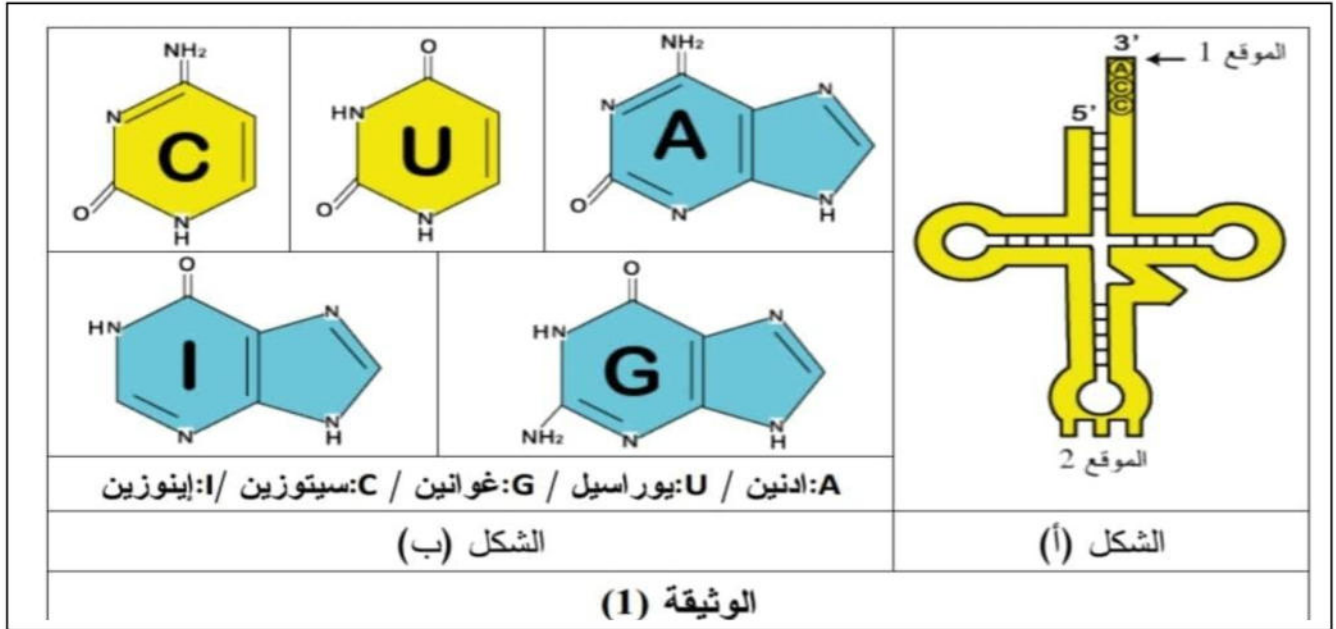 NH₂
N
C
O
N
H
O
HN
U
O
N
H
NH₂
N
N
A
O
N
N
H
O
HN
N
I
N
N
H
O
HN
N
G
NH₂
N
N
H
3'
الموقع 1
A
C
C
5'
الموقع 2
A:ادنين / U:يوراسيل / G:غوانين / C:سيتوزين /I:إينوزين
الشكل (أ)
الشكل (ب)
الوثيقة (1)